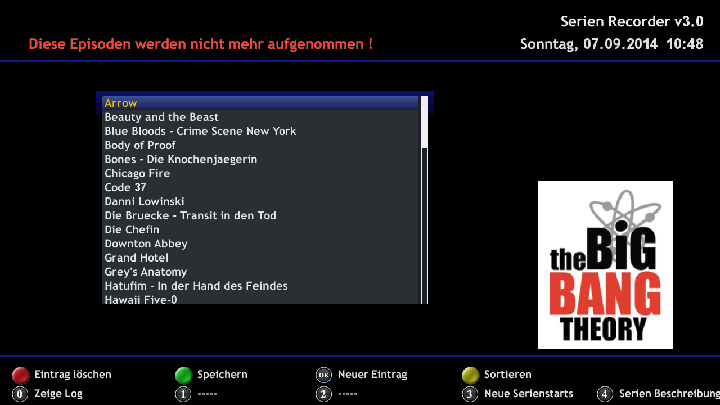 Serien Recorder v3.0
Diese Episoden werden nicht mehr aufgenommen !
Sonntag, 07.09.2014 10:48
Arrow
Beauty and the Beast
Blue Bloods - Crime Scene New York
Body of Proof
Bones - Die Knochenjaegerin
Chicago Fire
Code 37
Danni Lowinski
Die Bruecke - Transit in den Tod
Die Chefin
Downton Abbey
Grand Hotel
Grey's Anatomy
Hatufim - In der Hand des Feindes
Hawaii Five-0
the BiG
BANG
THEORY
Eintrag löschen
Speichern
OK Neuer Eintrag
Sortieren
0 Zeige Log
1 -----
2 -----
3 Neue Serienstarts
4 Serien Beschreibung